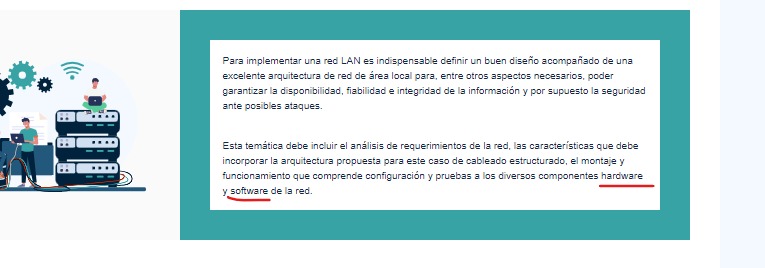 Para implementar una red LAN es indispensable definir un buen diseño acompañado de una
excelente arquitectura de red de área local para, entre otros aspectos necesarios, poder
garantizar la disponibilidad, fiabilidad e integridad de la información y por supuesto la seguridad
ante posibles ataques.
Esta temática debe incluir el análisis de requerimientos de la red, las características que debe
incorporar la arquitectura propuesta para este caso de cableado estructurado, el montaje y
funcionamiento que comprende configuración y pruebas a los diversos componentes hardware
y software de la red.